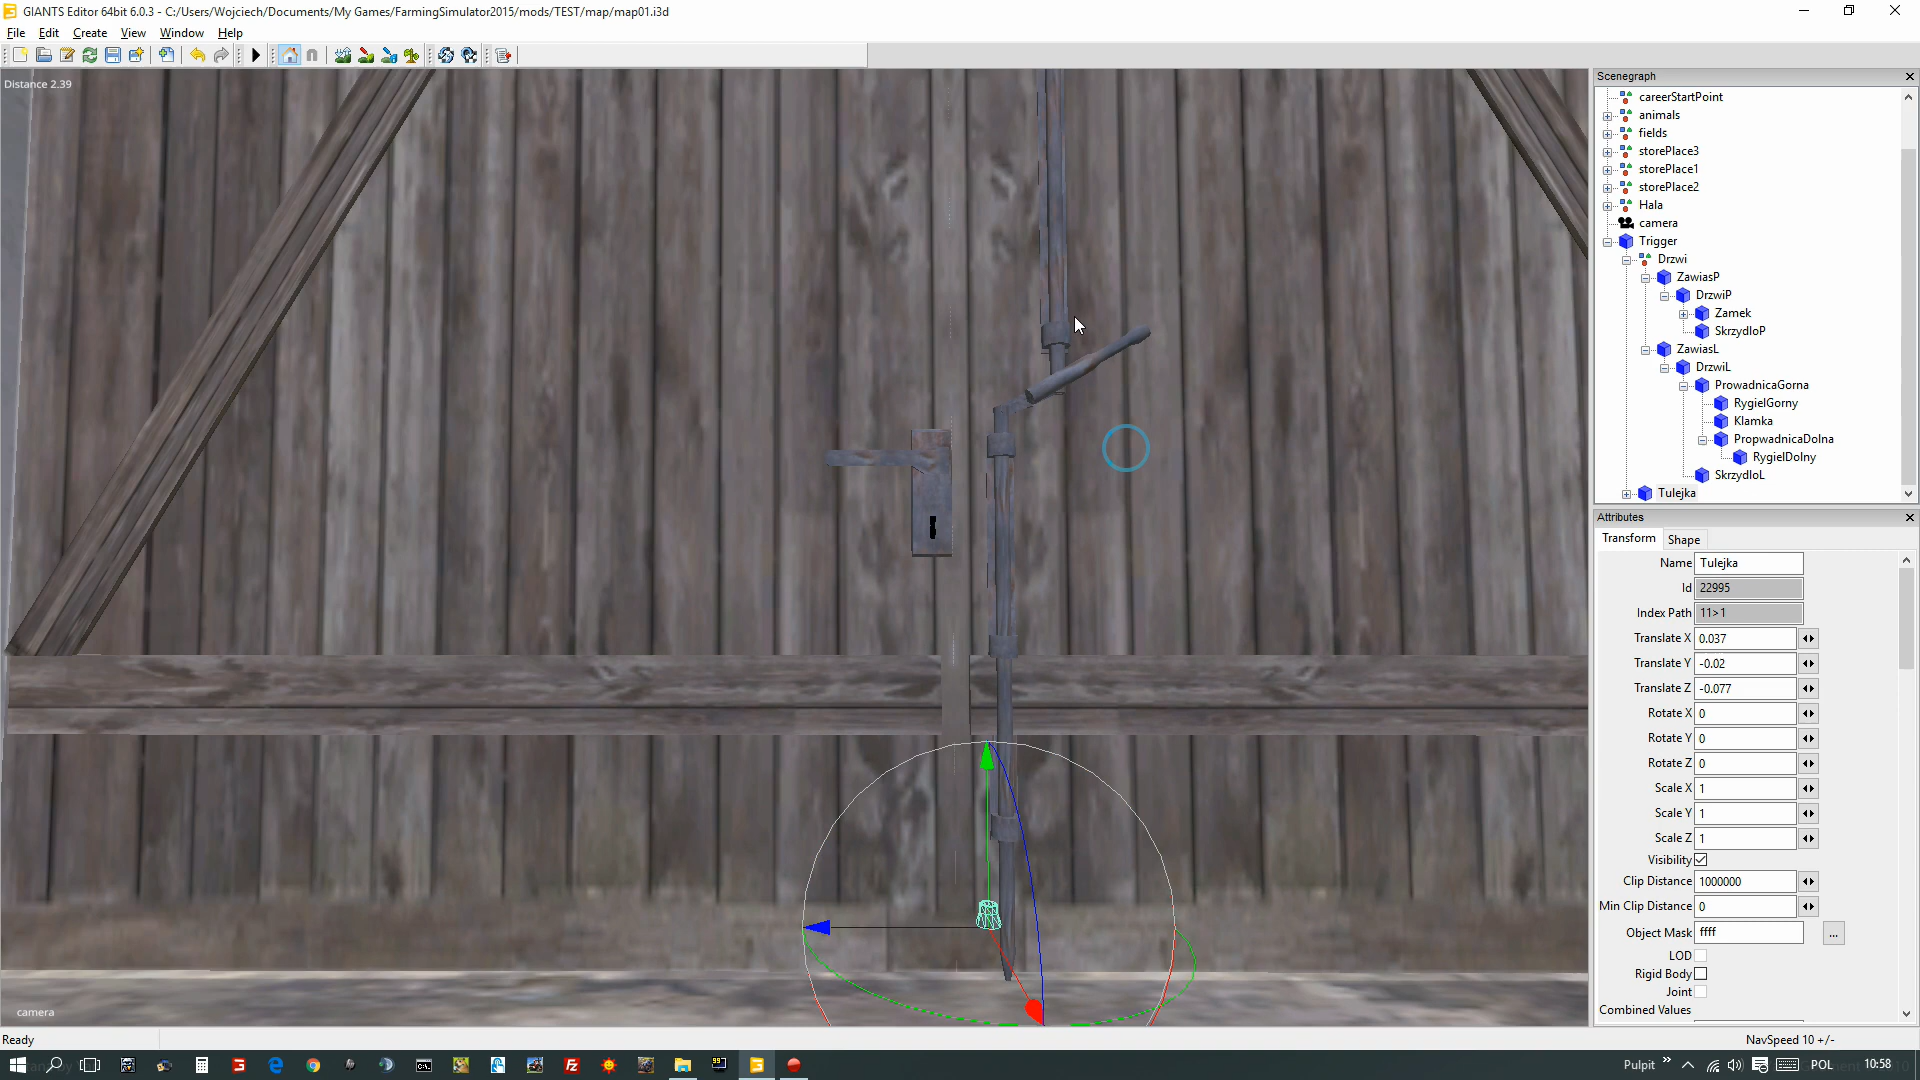 GIANTS Editor 64bit 6.0.3 - C:/Users/Wojciech/Documents/My Games/FarmingSimulator2015/mods/TEST/map/map01.i3d
File Edit Create View Window Help
Distance 2.39
Scenegraph
careerStartPoint
animals
fields
storePlace3
storePlace1
storePlace2
Hala
camera
Trigger
Drzwi
ZawiasP
DrzwiP
Zamek
SkrzydloP
ZawiasL
DrzwiL
ProwadnicaGorna
RygielGorny
Klamka
PropwadnicaDolna
RygielDolny
SkrzydloL
Tulejka
Attributes
Transform Shape
Name Tulejka
Id 22995
Index Path 11>1
Translate X 0.037
Translate Y -0.02
Translate Z -0.077
Rotate X 0
Rotate Y 0
Rotate Z 0
Scale X 1
Scale Y 1
Scale Z 1
Visibility
Clip Distance 1000000
Min Clip Distance 0
Object Mask ffff ...
LOD
Rigid Body
Joint
Combined Values
camera
Ready
NavSpeed 10 +/-
Pulpit » POL 10:58